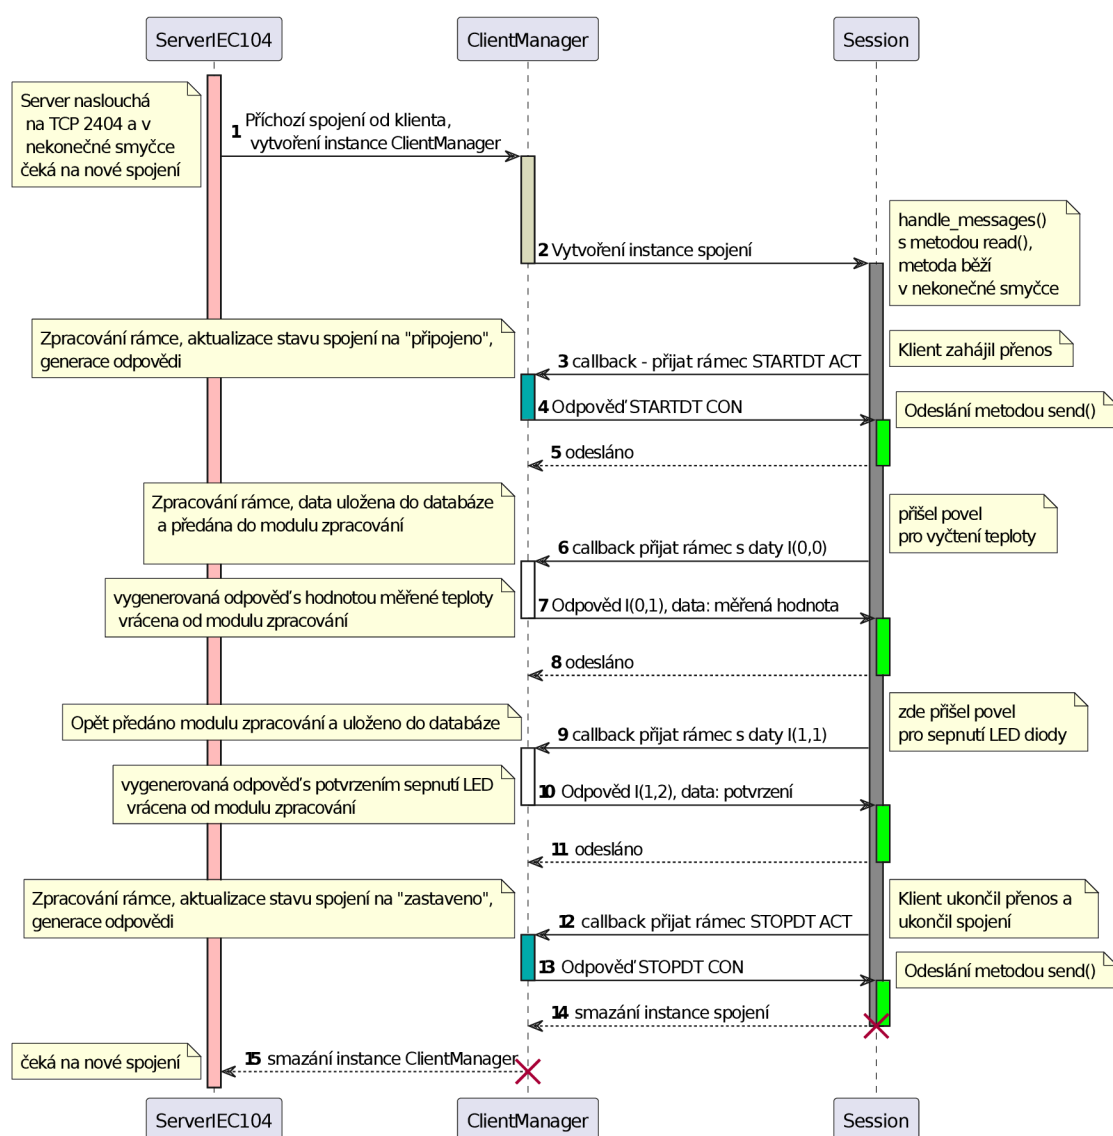 ServerIEC104
ClientManager
Session
Server naslouchá
na TCP 2404 a v
nekonečné smyčce
čeká na nové spojení
1 Příchozí spojení od klienta,
vytvoření instance ClientManager
handle_messages()
s metodou read(),
metoda běží
v nekonečné smyčce
2 Vytvoření instance spojení
Zpracování rámce, aktualizace stavu spojení na "připojeno",
generace odpovědi
Klient zahájil přenos
3 callback - přijat rámec STARTDT ACT
4 Odpověď STARTDT CON
Odeslání metodou send()
5 odesláno
Zpracování rámce, data uložena do databáze
a předána do modulu zpracování
přišel povel
pro vyčtení teploty
6 callback přijat rámec s daty I(0,0)
vygenerovaná odpověď s hodnotou měřené teploty
vrácena od modulu zpracování
7 Odpověd I(0,1), data: měřená hodnota
8 odesláno
Opět předáno modulu zpracování a uloženo do databáze
zde přišel povel
pro sepnutí LED diody
9 callback přijat rámec s daty I(1,1)
vygenerovaná odpověď s potvrzením sepnutí LED
vrácena od modulu zpracování
10 Odpověd I(1,2), data: potvrzení
11 odesláno
Zpracování rámce, aktualizace stavu spojení na "zastaveno",
generace odpovědi
Klient ukončil přenos a
ukončil spojení
12 callback přijat rámec STOPDT ACT
13 Odpověď STOPDT CON
Odeslání metodou send()
14 smazání instance spojení
čeká na nové spojení
15 smazání instance ClientManager
ServerIEC104
ClientManager
Session